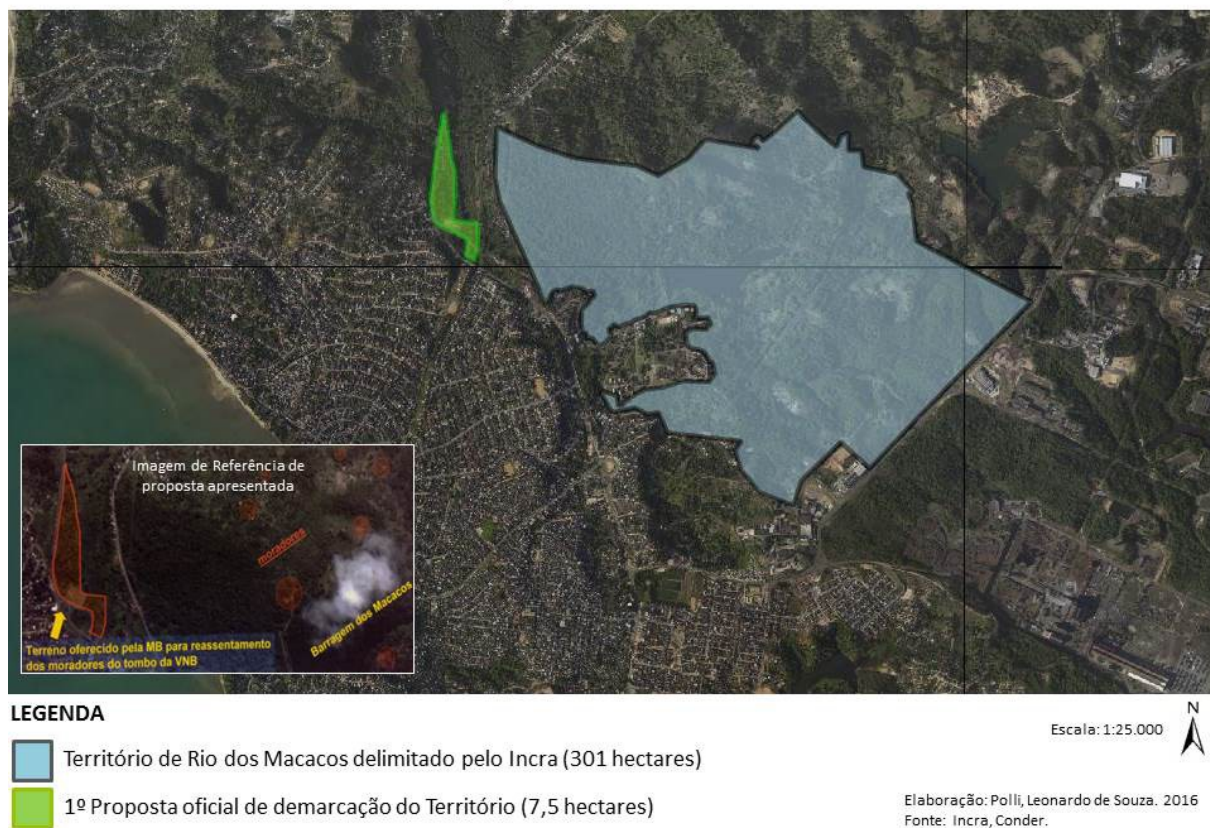 Imagem de Referência de
proposta apresentada
moradores
Barragem dos Macacos
Terreno oferecido pela MB para reassentamento
dos moradores do tombo da VNB
LEGENDA
Território de Rio dos Macacos delimitado pelo Incra (301 hectares)
1º Proposta oficial de demarcação do Território (7,5 hectares)
Escala: 1:25.000
N
Elaboração: Polli, Leonardo de Souza. 2016
Fonte: Incra, Conder.